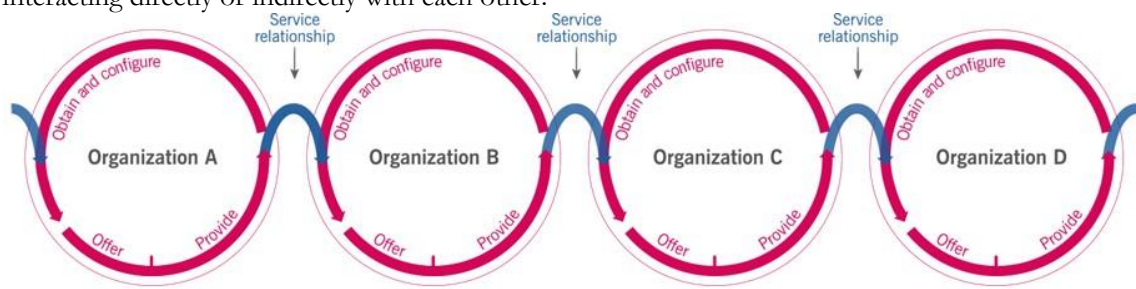 interacting directly or indirectly with each other.
Service
relationship
Service
relationship
Service
relationship
Obtain and configure
Organization A
Offer
Provide
Obtain and configure
Organization B
Offer
Provide
Obtain and configure
Organization C
Offer
Provide
Obtain and configure
Organization D
Offer
Provide